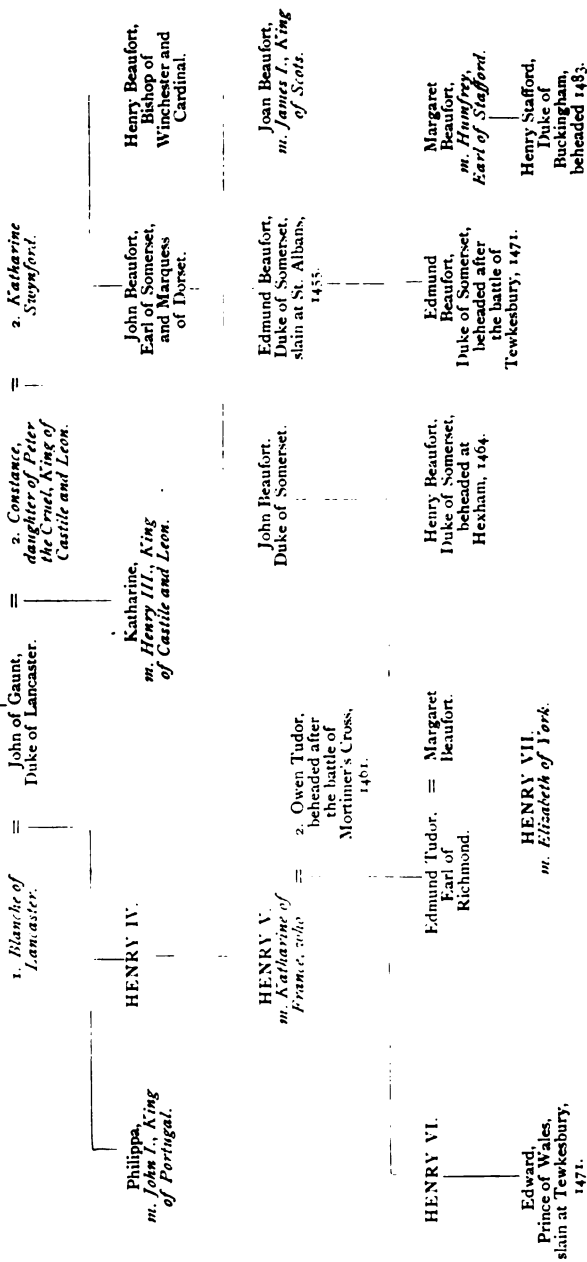 1. Blanche of
Lancaster.
=
John of Gaunt,
Duke of Lancaster.
=
2. Constance,
daughter of Peter
the Cruel, King of
Castile and Leon.
=
2. Katharine
Swynford.
Philippa,
m. John I., King
of Portugal.
HENRY IV.
Katharine,
m. Henry III., King
of Castile and Leon.
John Beaufort,
Earl of Somerset,
and Marquess
of Dorset.
Henry Beaufort,
Bishop of
Winchester and
Cardinal.
HENRY V.
m. Katharine of
France, who
=
2. Owen Tudor,
beheaded after
the battle of
Mortimer's Cross,
1461.
John Beaufort.
Duke of Somerset.
Edmund Beaufort,
Duke of Somerset,
slain at St. Albans,
1455.
Joan Beaufort,
m. James I., King
of Scots.
HENRY VI.
Edmund Tudor,
Earl of
Richmond.
=
Margaret
Beaufort.
Henry Beaufort,
Duke of Somerset,
beheaded at
Hexham, 1464.
Edmund
Beaufort,
Duke of Somerset,
beheaded after
the battle of
Tewkesbury, 1471.
Margaret
Beaufort,
m. Humfrey,
Earl of Stafford.
Edward,
Prince of Wales,
slain at Tewkesbury,
1471.
HENRY VII.
m. Elizabeth of York.
Henry Stafford,
Duke of
Buckingham,
beheaded 1483.